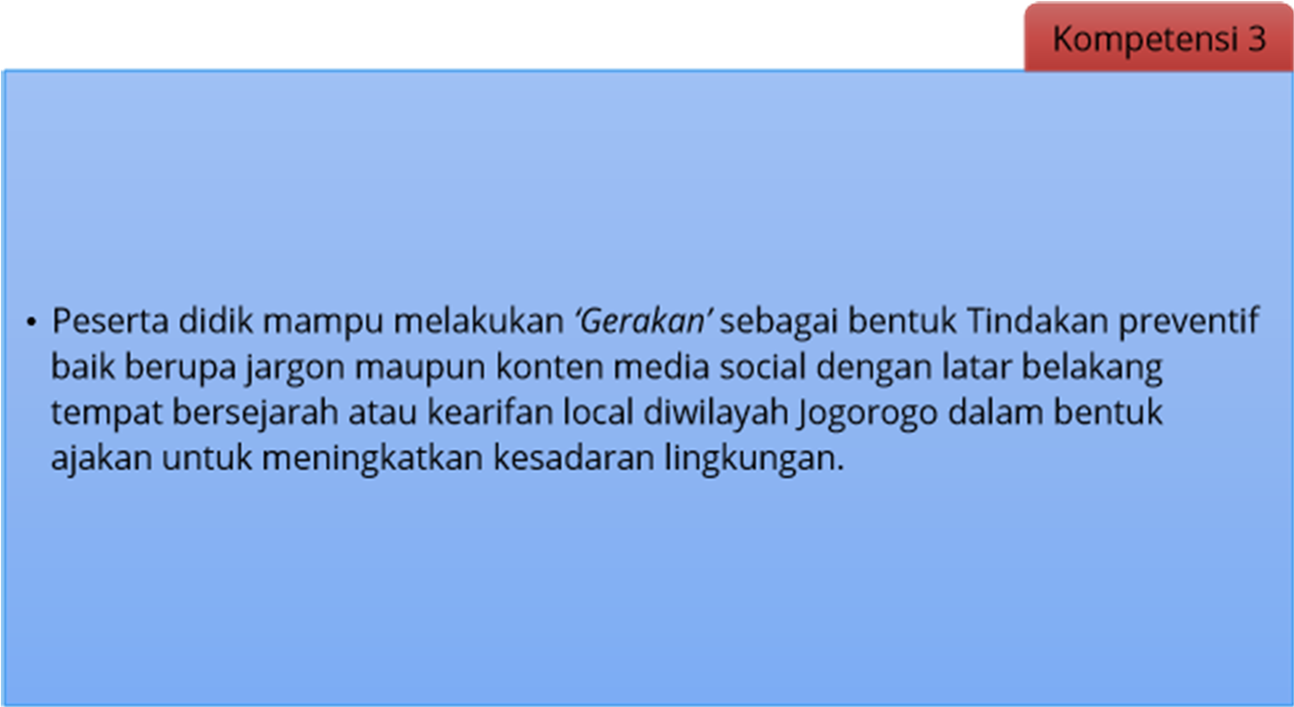 Kompetensi 3
• Peserta didik mampu melakukan ‘Gerakan’ sebagai bentuk Tindakan preventif
baik berupa jargon maupun konten media social dengan latar belakang
tempat bersejarah atau kearifan local diwilayah Jogorogo dalam bentuk
ajakan untuk meningkatkan kesadaran lingkungan.